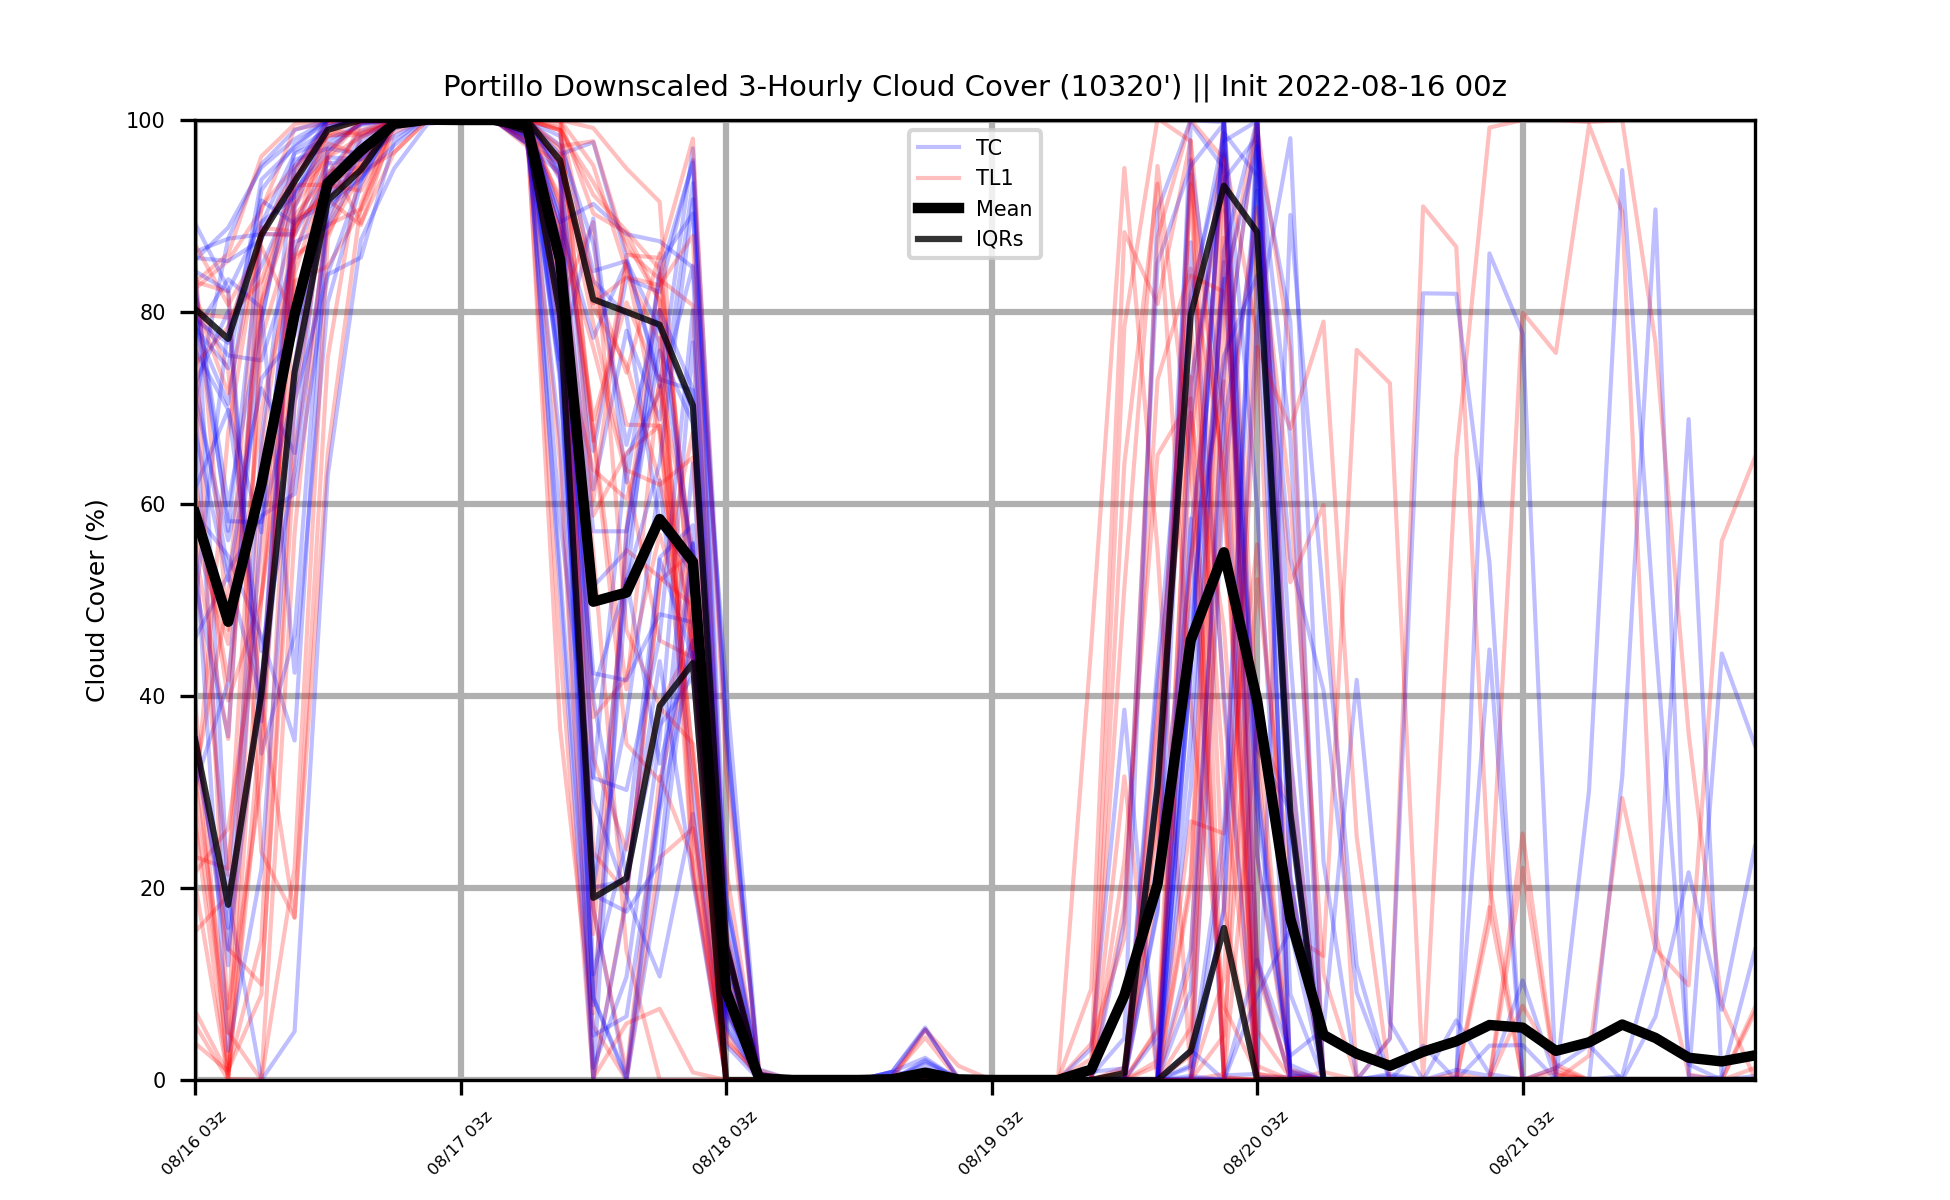 Portillo Downscaled 3-Hourly Cloud Cover (10320') || Init 2022-08-16 00z
TC
TL1
Mean
IQRs
Cloud Cover (%)
100
80
60
40
20
0
08/16 03z
08/17 03z
08/18 03z
08/19 03z
08/20 03z
08/21 03z